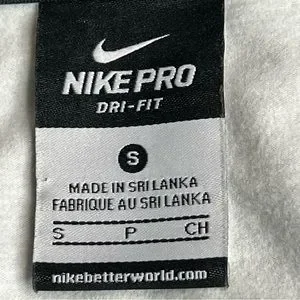 NIKE PRO
DRI-FIT
S
MADE IN SRI LANKA
FABRIQUE AU SRI LANKA
S P CH
nikebetterworld.com